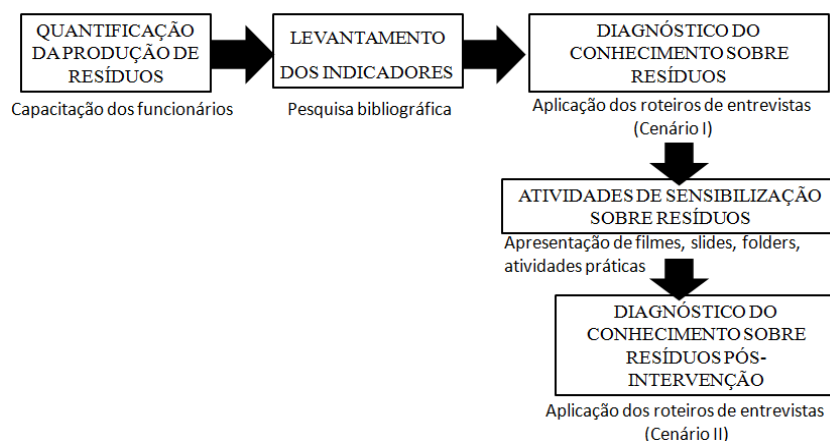 QUANTIFICAÇÃO
DA PRODUÇÃO DE
RESÍDUOS
Capacitação dos funcionários
LEVANTAMENTO
DOS INDICADORES
Pesquisa bibliográfica
DIAGNÓSTICO DO
CONHECIMENTO SOBRE
RESÍDUOS
Aplicação dos roteiros de entrevistas
(Cenário I)
ATIVIDADES DE SENSIBILIZAÇÃO
SOBRE RESÍDUOS
Apresentação de filmes, slides, folders,
atividades práticas
DIAGNÓSTICO DO
CONHECIMENTO SOBRE
RESÍDUOS PÓS-
INTERVENÇÃO
Aplicação dos roteiros de entrevistas
(Cenário II)